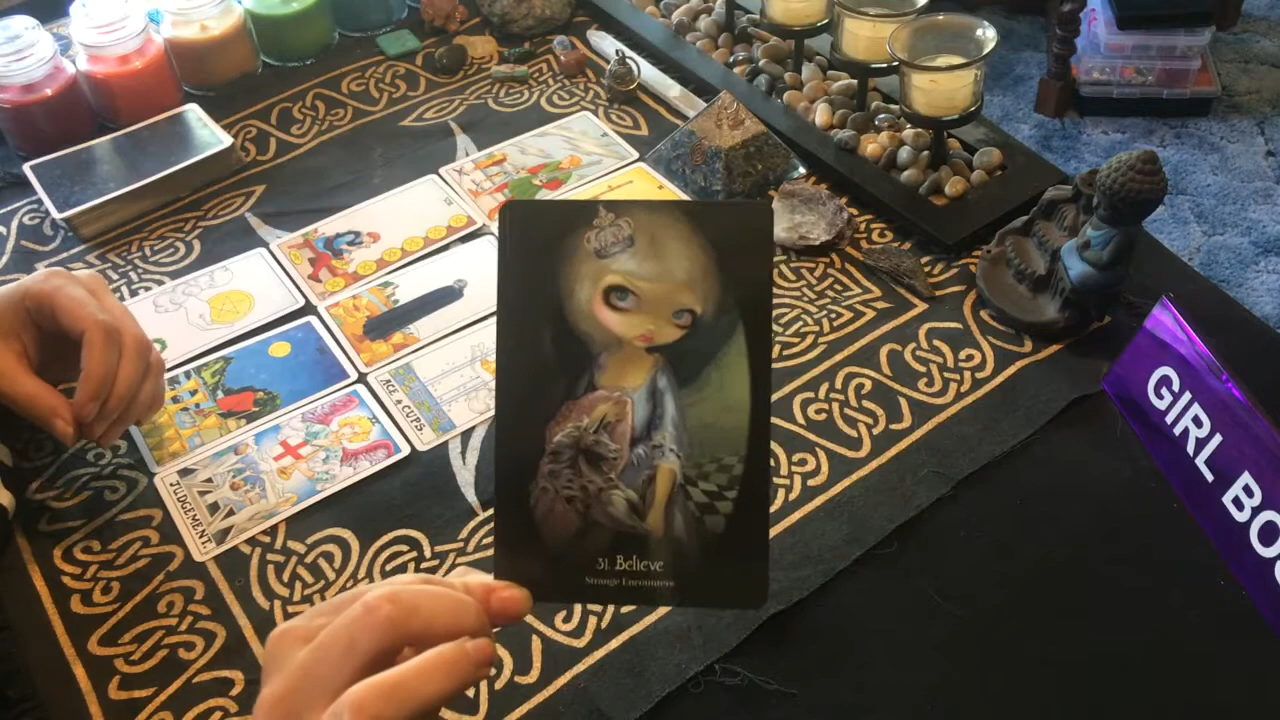 ACE of CUPS.
JUDGEMENT.
31. Believe
Strange Encounters
GIRL BO